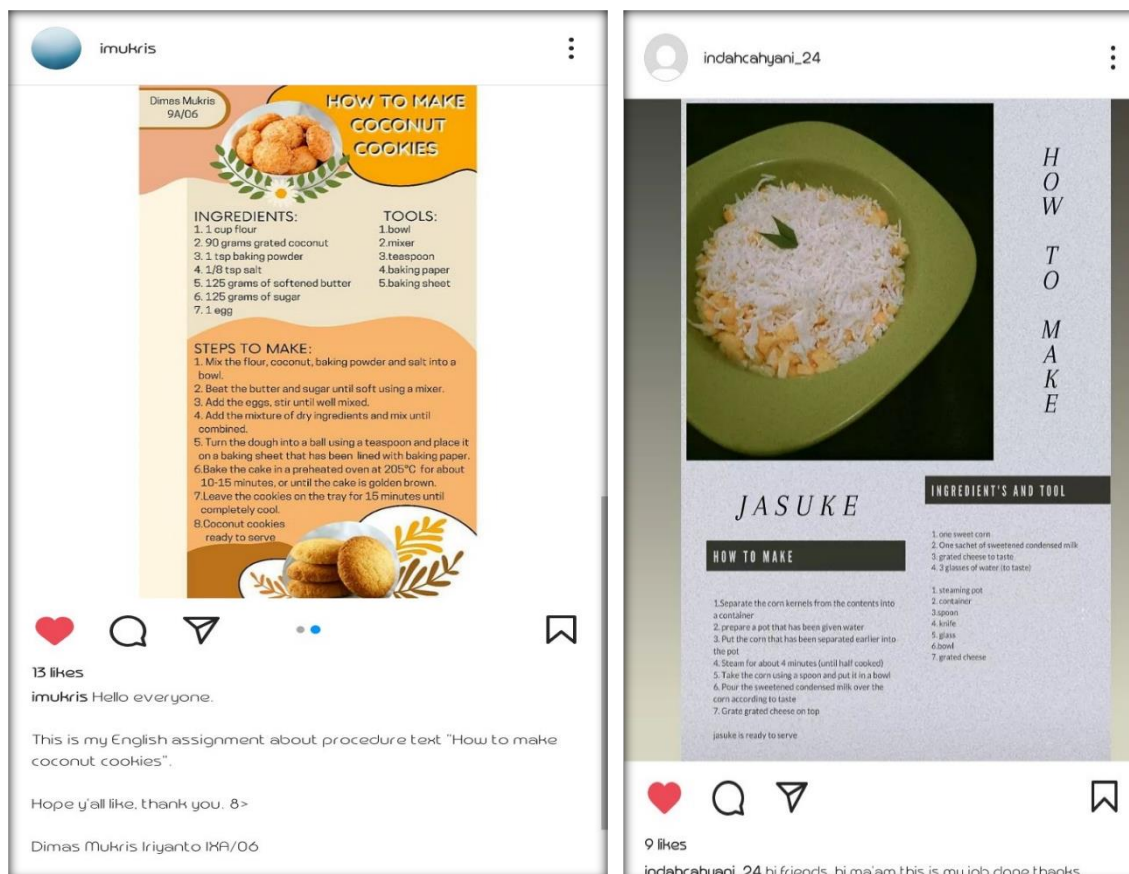 imukris
Dimas Mukris
9A/06
HOW TO MAKE
COCONUT
COOKIES
INGREDIENTS:
1. 1 cup flour
2. 90 grams grated coconut
3. 1 tsp baking powder
4. 1/8 tsp salt
5. 125 grams of softened butter
6. 125 grams of sugar
7. 1 egg
TOOLS:
1.bowl
2.mixer
3.teaspoon
4.baking paper
5.baking sheet
STEPS TO MAKE:
1. Mix the flour, coconut, baking powder and salt into a
bowl.
2. Beat the butter and sugar until soft using a mixer.
3. Add the eggs, stir until well mixed.
4. Add the mixture of dry ingredients and mix until
combined.
5. Turn the dough into a ball using a teaspoon and place it
on a baking sheet that has been lined with baking paper.
6.Bake the cake in a preheated oven at 205°C for about
10-15 minutes, or until the cake is golden brown.
7.Leave the cookies on the tray for 15 minutes until
completely cool.
8.Coconut cookies
ready to serve
13 likes
imukris Hello everyone.
This is my English assignment about procedure text "How to make
coconut cookies".
Hope y'all like, thank you. 8>
Dimas Mukris Iriyanto IXA/06
indahcahyani_24
HOW TO MAKE
JASUKE
HOW TO MAKE
1.Separate the corn kernels from the contents into
a container
2. prepare a pot that has been given water
3. Put the corn that has been separated earlier into
the pot
4. Steam for about 4 minutes (until half cooked)
5. Take the corn using a spoon and put it in a bowl
6. Pour the sweetened condensed milk over the
corn according to taste
7. Grate grated cheese on top
jasuke is ready to serve
INGREDIENT'S AND TOOL
1. one sweet corn
2. One sachet of sweetened condensed milk
3. grated cheese to taste
4. 3 glasses of water (to taste)
1. steaming pot
2. container
3.spoon
4. knife
5. glass
6.bowl
7. grated cheese
9 likes
indahcahyani_24 hi friends, hi ma'am this is my job done thanks